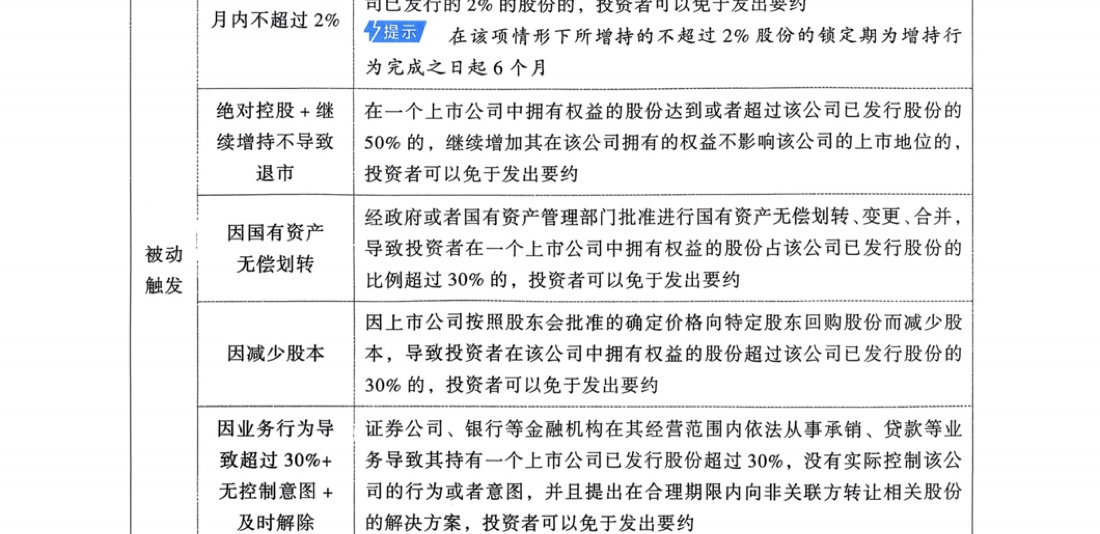 月内不超过 2%
司已发行的 2% 的股份的，投资者可以免于发出要约
提示 在该项情形下所增持的不超过 2% 股份的锁定期为增持行
为完成之日起 6 个月
被动
触发
绝对控股 + 继
续增持不导致
退市
在一个上市公司中拥有权益的股份达到或者超过该公司已发行股份的
50% 的，继续增加其在该公司拥有的权益不影响该公司的上市地位的，
投资者可以免于发出要约
因国有资产
无偿划转
经政府或者国有资产管理部门批准进行国有资产无偿划转、变更、合并，
导致投资者在一个上市公司中拥有权益的股份占该公司已发行股份的
比例超过 30% 的，投资者可以免于发出要约
因减少股本
因上市公司按照股东会批准的确定价格向特定股东回购股份而减少股
本，导致投资者在该公司中拥有权益的股份超过该公司已发行股份的
30% 的，投资者可以免于发出要约
因业务行为导
致超过 30%+
无控制意图 +
及时解除
证券公司、银行等金融机构在其经营范围内依法从事承销、贷款等业
务导致其持有一个上市公司已发行股份超过 30%，没有实际控制该公
司的行为或者意图，并且提出在合理期限内向非关联方转让相关股份
的解决方案，投资者可以免于发出要约